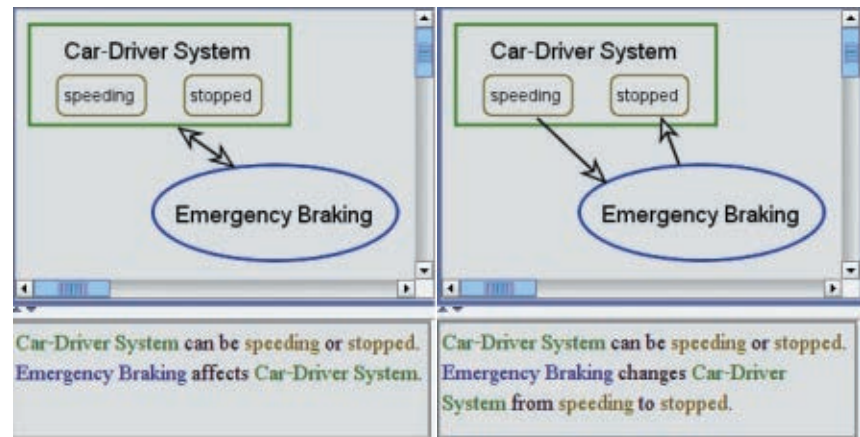 Car-Driver System
speeding stopped
Emergency Braking
Car-Driver System can be speeding or stopped.
Emergency Braking affects Car-Driver System.
Car-Driver System
speeding stopped
Emergency Braking
Car-Driver System can be speeding or stopped.
Emergency Braking changes Car-Driver
System from speeding to stopped.